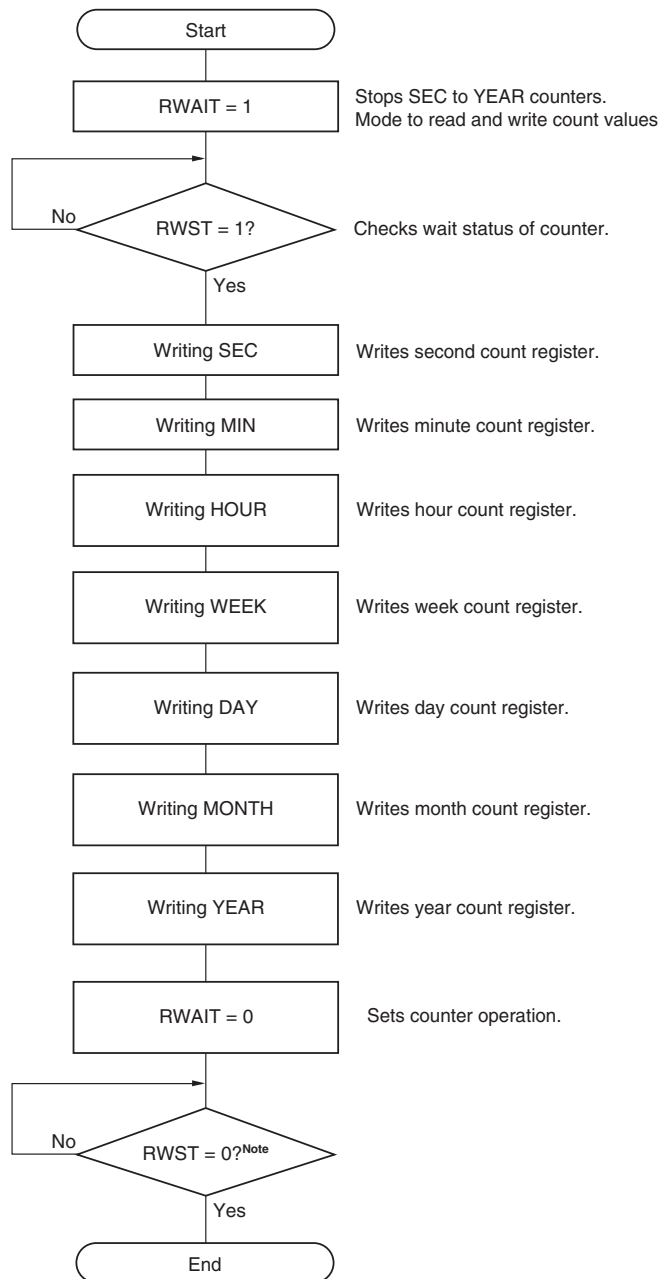 Start
RWAIT = 1
Stops SEC to YEAR counters.
Mode to read and write count values
No
RWST = 1?
Checks wait status of counter.
Yes
Writing SEC
Writes second count register.
Writing MIN
Writes minute count register.
Writing HOUR
Writes hour count register.
Writing WEEK
Writes week count register.
Writing DAY
Writes day count register.
Writing MONTH
Writes month count register.
Writing YEAR
Writes year count register.
RWAIT = 0
Sets counter operation.
No
RWST = 0?Note
Yes
End